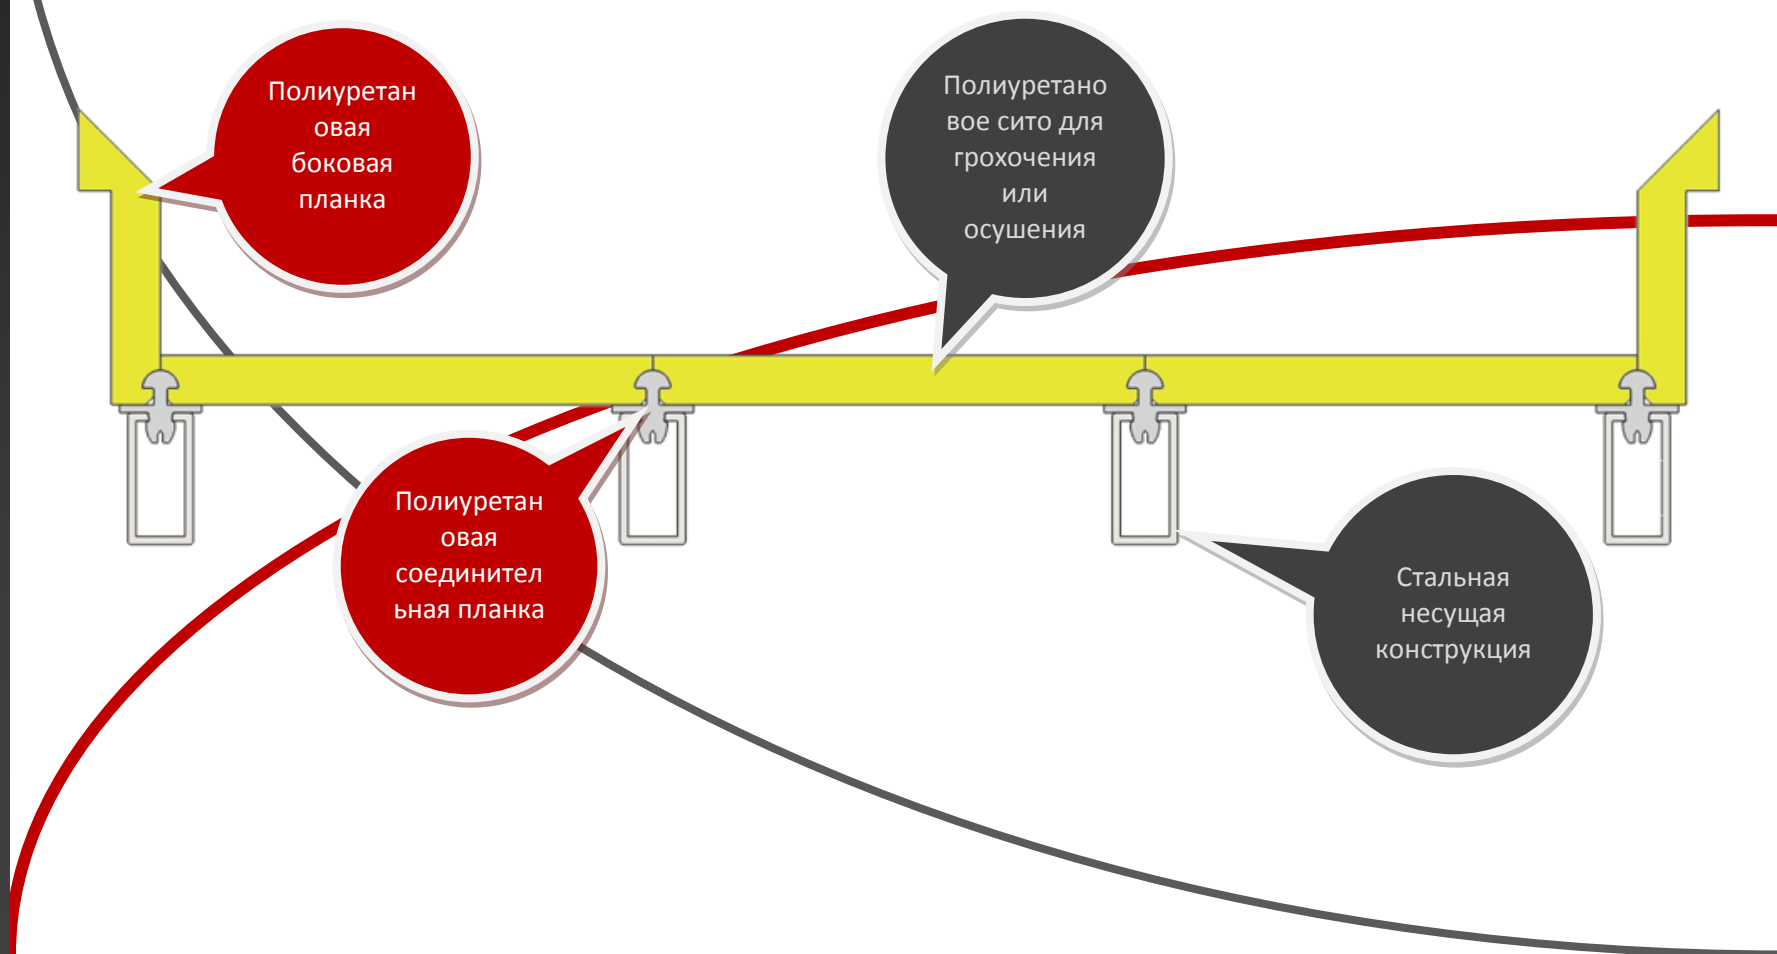 Полиуретан
овая
боковая
планка
Полиуретано
вое сито для
грохочения
или
осушения
Полиуретан
овая
соединител
ьная планка
Стальная
несущая
конструкция